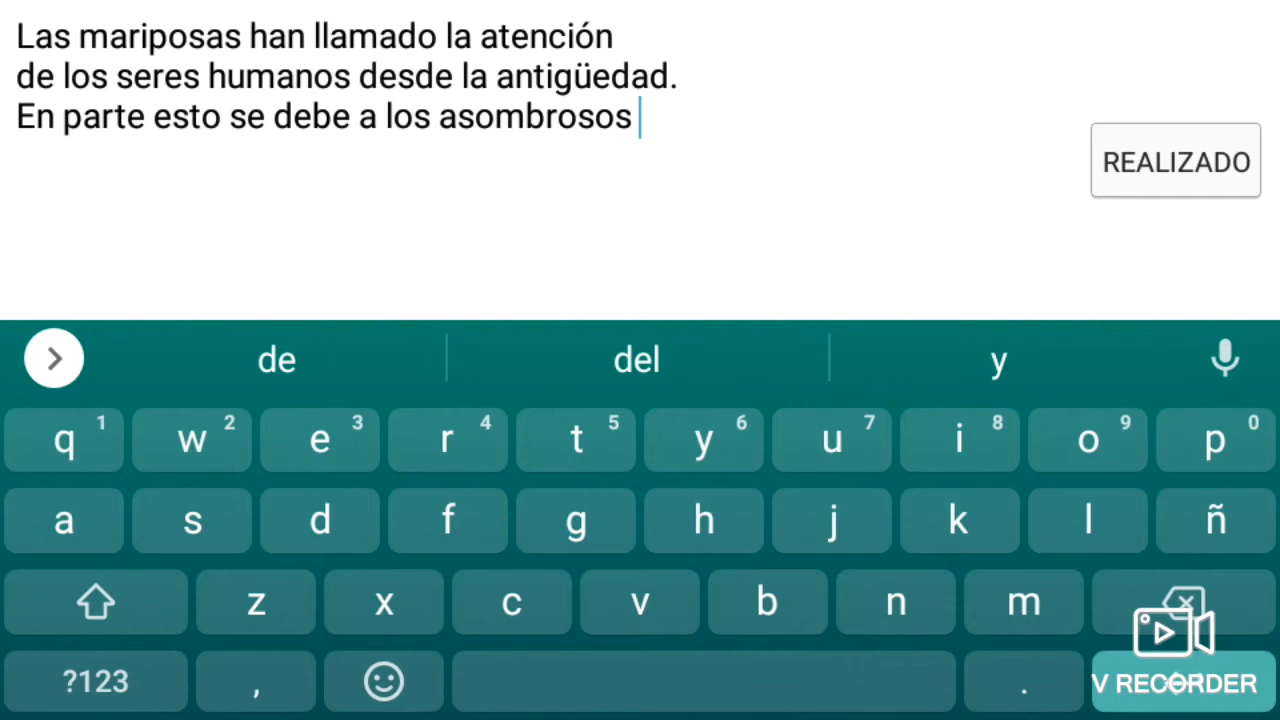 Las mariposas han llamado la atención
de los seres humanos desde la antigüedad.
En parte esto se debe a los asombrosos
REALIZADO
de del y
q 1 w 2 e 3 r 4 t 5 y 6 u 7 i 8 o 9 p 0
a s d f g h j k l ñ
z x c v b n m
?123 , .
V RECORDER